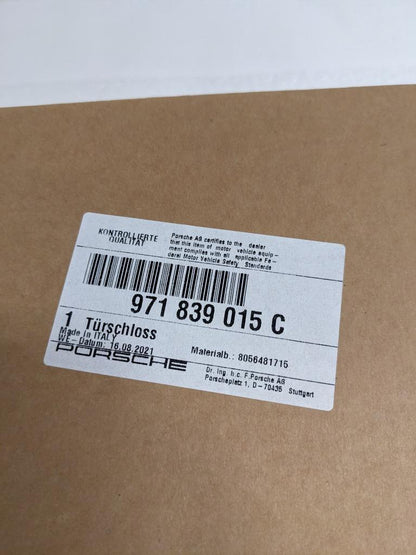 KONTROLLIERTE
QUALITÄT
Porsche AG certifies to the dealer
that this item of motor vehicle equip-
ment complies with all applicable Fe-
deral Motor Vehicle Safety Standards
971 839 015 C
1 Türschloss
Made in ITALY
WE-Datum: 16.08.2021
Materialb.: 8056481715
PORSCHE
Dr. Ing. h.c. F.Porsche AG
Porscheplatz 1, D-70435 Stuttgart